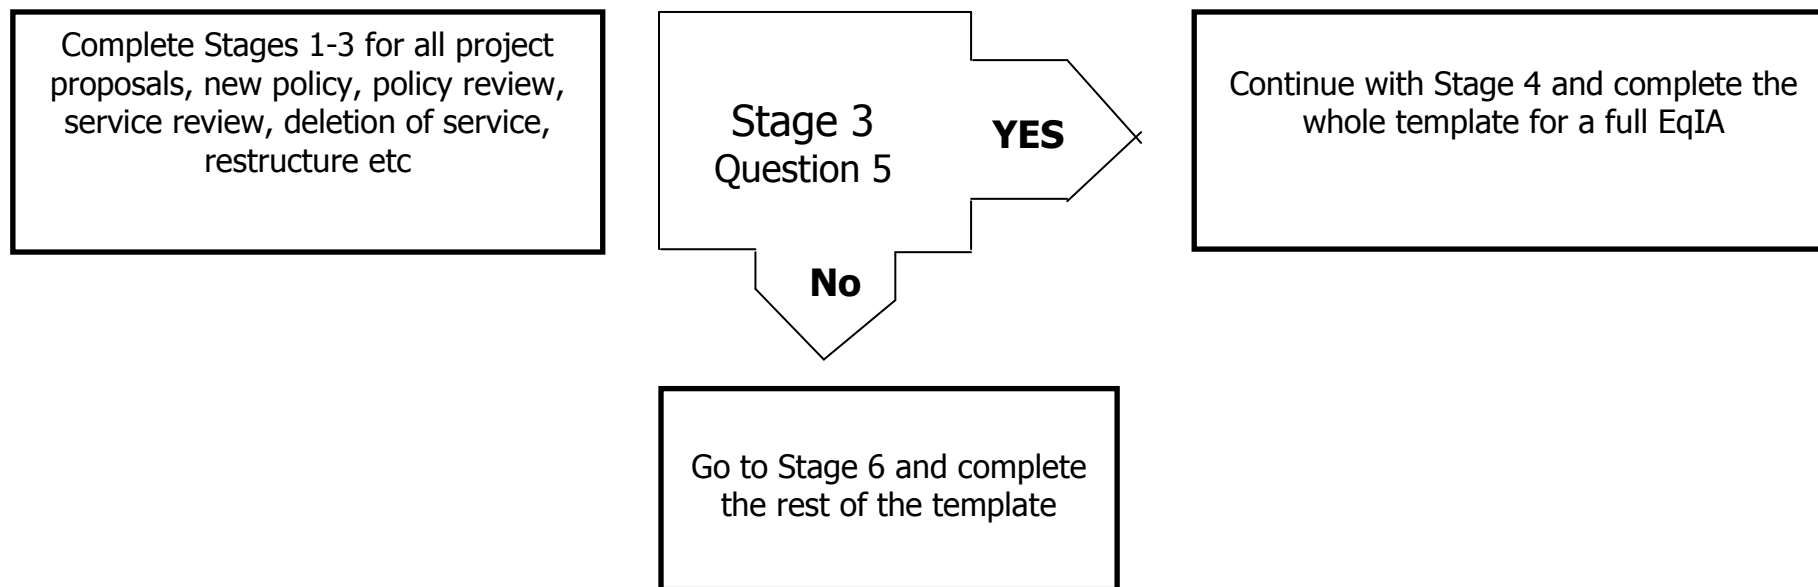 Complete Stages 1-3 for all project
proposals, new policy, policy review,
service review, deletion of service,
restructure etc
Stage 3
Question 5
YES
No
Continue with Stage 4 and complete the
whole template for a full EqIA
Go to Stage 6 and complete
the rest of the template